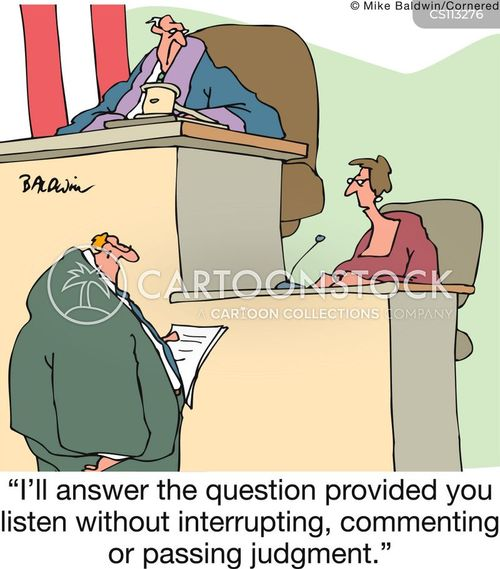 © Mike Baldwin/Cornered
CS113276
BALDWIN
CARTOONSTOCK
A CARTOON COLLECTIONS COMPANY
“I’ll answer the question provided you
listen without interrupting, commenting
or passing judgment.”